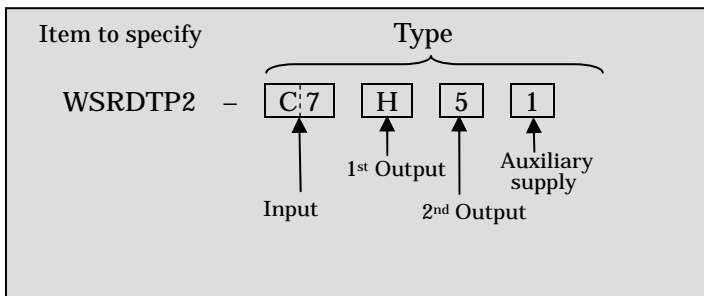 Item to specify Type
WSRDTP2 – C 7 H 5 1
1st Output Auxiliary
supply
Input 2nd Output